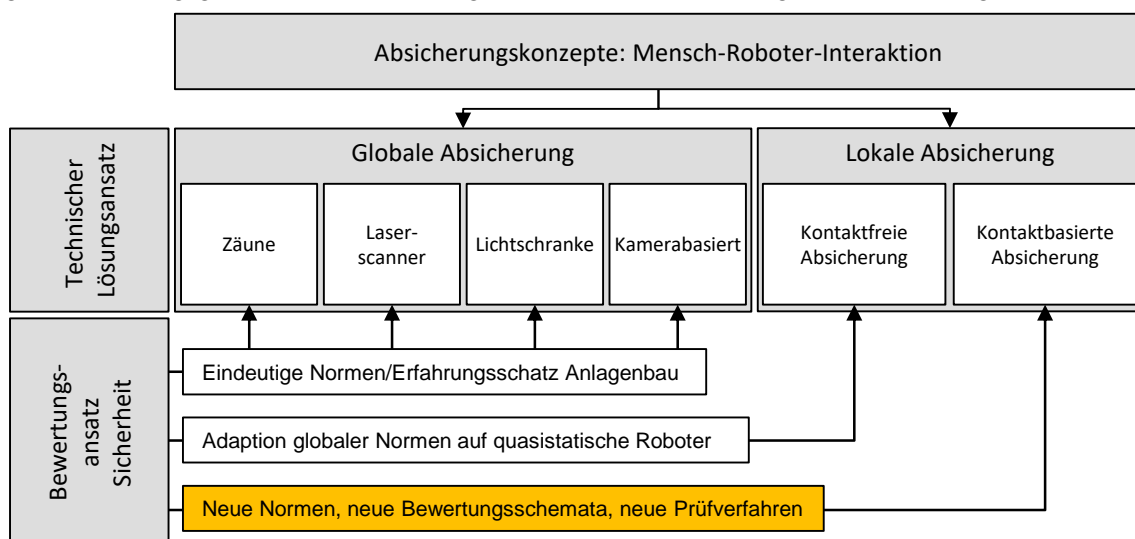 Absicherungskonzepte: Mensch-Roboter-Interaktion
Technischer
Lösungsansatz
Globale Absicherung
Zäune
Laser-
scanner
Lichtschranke
Kamerabasiert
Lokale Absicherung
Kontaktfreie
Absicherung
Kontaktbasierte
Absicherung
Bewertungs-
ansatz
Sicherheit
Eindeutige Normen/Erfahrungsschatz Anlagenbau
Adaption globaler Normen auf quasistatische Roboter
Neue Normen, neue Bewertungsschemata, neue Prüfverfahren